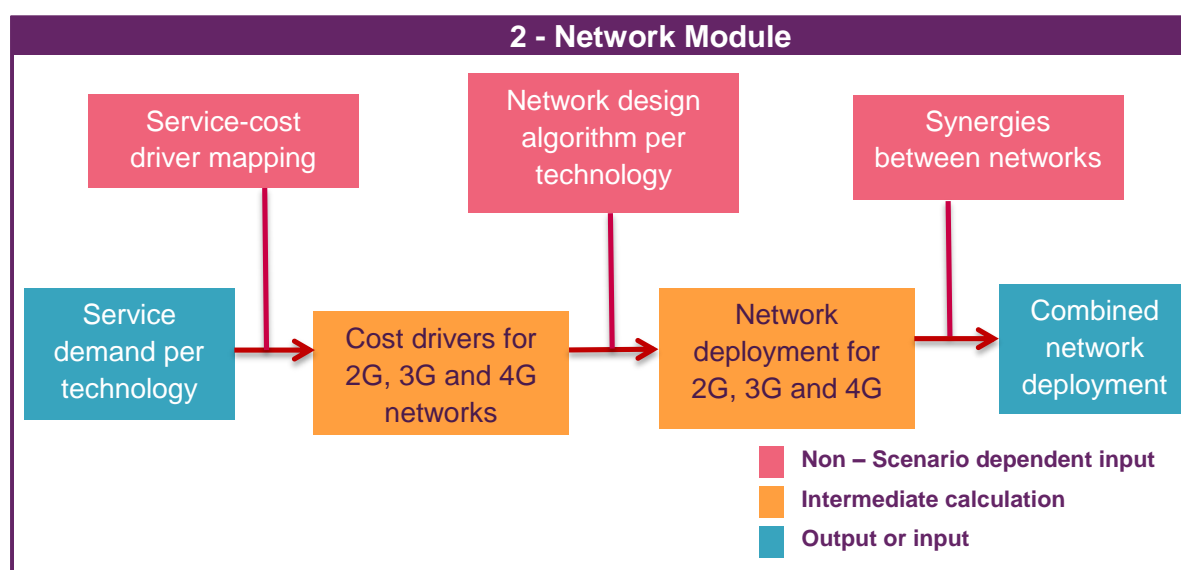 2 - Network Module
Service-cost
driver mapping
Network design
algorithm per
technology
Synergies
between networks
Service
demand per
technology
Cost drivers for
2G, 3G and 4G
networks
Network
deployment for
2G, 3G and 4G
Combined
network
deployment
Non – Scenario dependent input
Intermediate calculation
Output or input